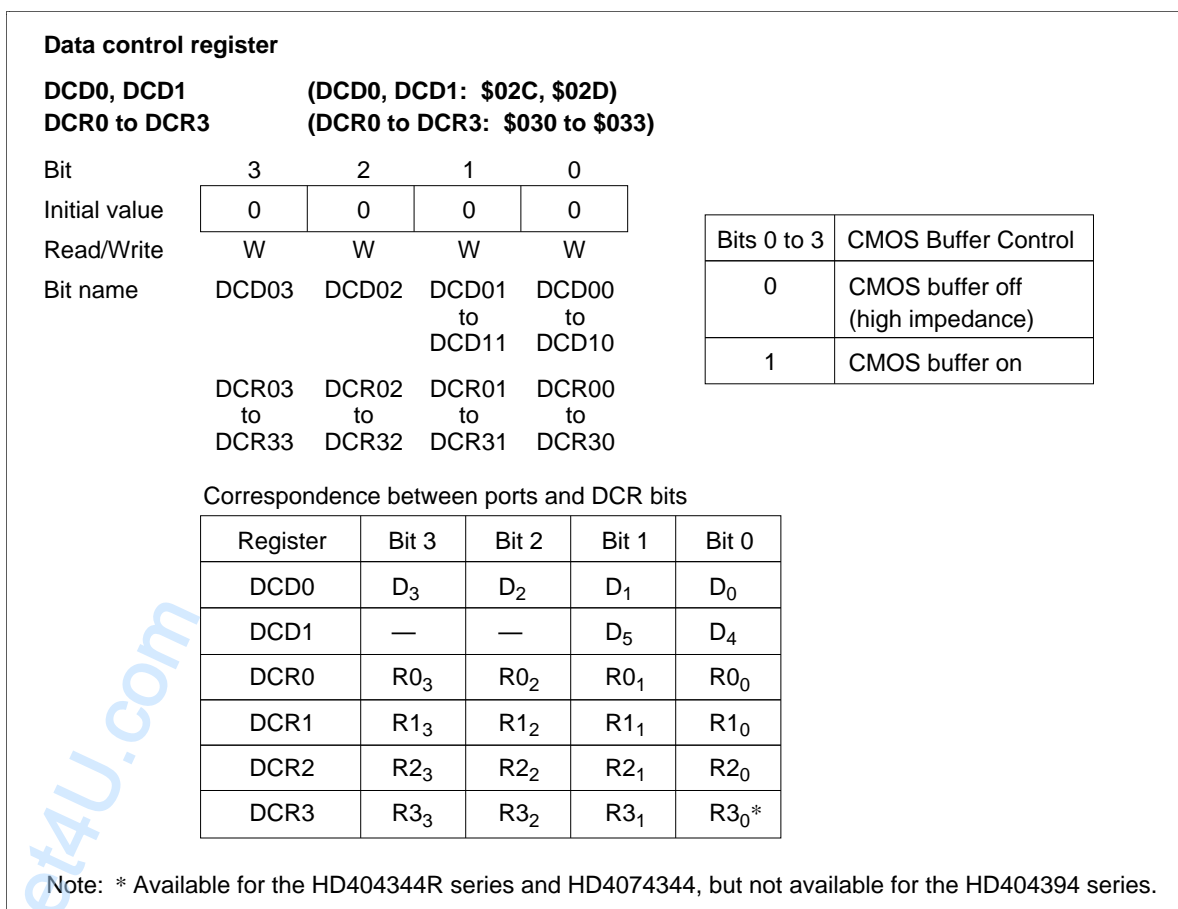 Data control register
DCD0, DCD1 (DCD0, DCD1: $02C, $02D)
DCR0 to DCR3 (DCR0 to DCR3: $030 to $033)
Bit 3 2 1 0
Initial value 0 0 0 0
Read/Write W W W W
Bit name DCD03 DCD02 DCD01 DCD00
to to
DCD11 DCD10
DCR03 DCR02 DCR01 DCR00
to to to to
DCR33 DCR32 DCR31 DCR30
Bits 0 to 3 CMOS Buffer Control
0 CMOS buffer off
(high impedance)
1 CMOS buffer on
Correspondence between ports and DCR bits
Register Bit 3 Bit 2 Bit 1 Bit 0
DCD0 D3 D2 D1 D0
DCD1 — — D5 D4
DCR0 R03 R02 R01 R00
DCR1 R13 R12 R11 R10
DCR2 R23 R22 R21 R20
DCR3 R33 R32 R31 R30*
Note: * Available for the HD404344R series and HD4074344, but not available for the HD404394 series.
et4U.com